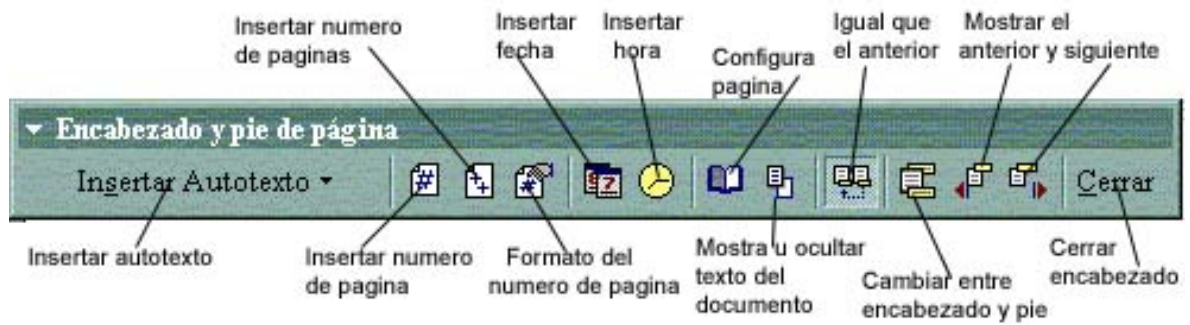 Insertar numero
de paginas
Insertar
fecha
Insertar
hora
Configura
pagina
Igual que
el anterior
Mostrar el
anterior y siguiente
Encabezado y pie de página
Insertar Autotexto
Cerrar
Insertar autotexto
Insertar numero
de pagina
Formato del
numero de pagina
Mostra u ocultar
texto del
documento
Cambiar entre
encabezado y pie
Cerrar
encabezado